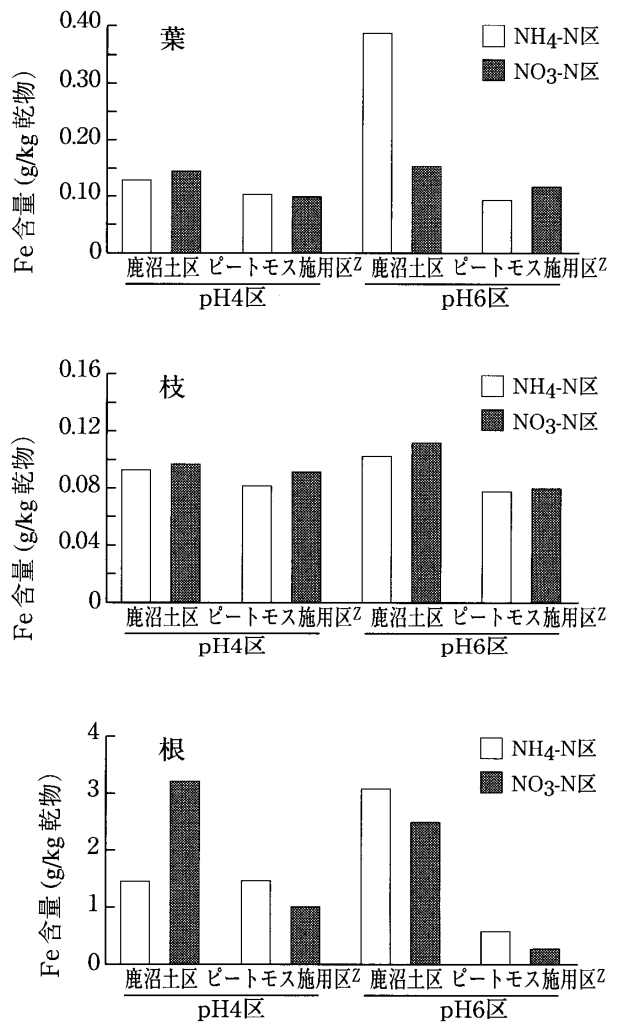 葉
NH4-N区
NO3-N区
Fe 含量 (g/kg 乾物)
0.40
0.30
0.20
0.10
0
鹿沼土区 ピートモス施用区Z 鹿沼土区 ピートモス施用区Z
pH4区 pH6区
枝
NH4-N区
NO3-N区
Fe 含量 (g/kg 乾物)
0.16
0.12
0.08
0.04
0
鹿沼土区 ピートモス施用区Z 鹿沼土区 ピートモス施用区Z
pH4区 pH6区
根
NH4-N区
NO3-N区
Fe 含量 (g/kg 乾物)
4
3
2
1
0
鹿沼土区 ピートモス施用区Z 鹿沼土区 ピートモス施用区Z
pH4区 pH6区